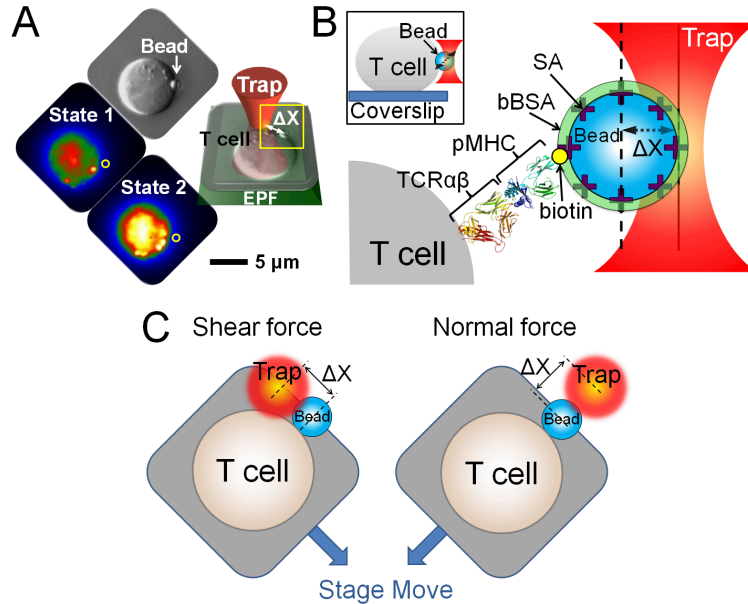 A
Bead
State 1
State 2
Trap
ΔX
T cell
EPF
5 µm
B
Bead
T cell
Coverslip
Trap
SA
bBSA
pMHC
TCRαβ
Bead
ΔX
biotin
T cell
C
Shear force
Normal force
Trap
ΔX
Bead
T cell
ΔX
Trap
Bead
T cell
Stage Move